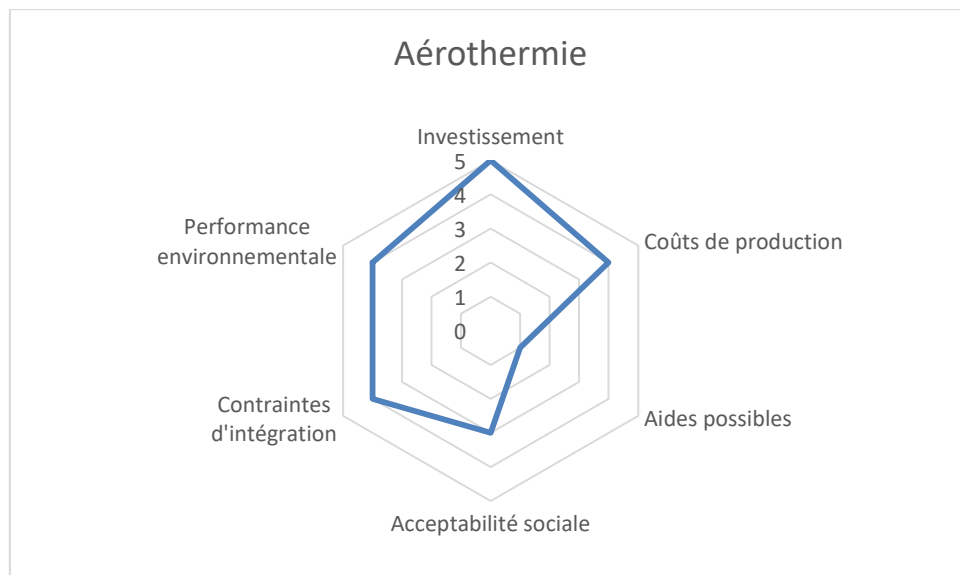 Aérothermie
Investissement
5
4
3
2
1
0
Performance
environnementale
Coûts de production
Contraintes
d'intégration
Aides possibles
Acceptabilité sociale